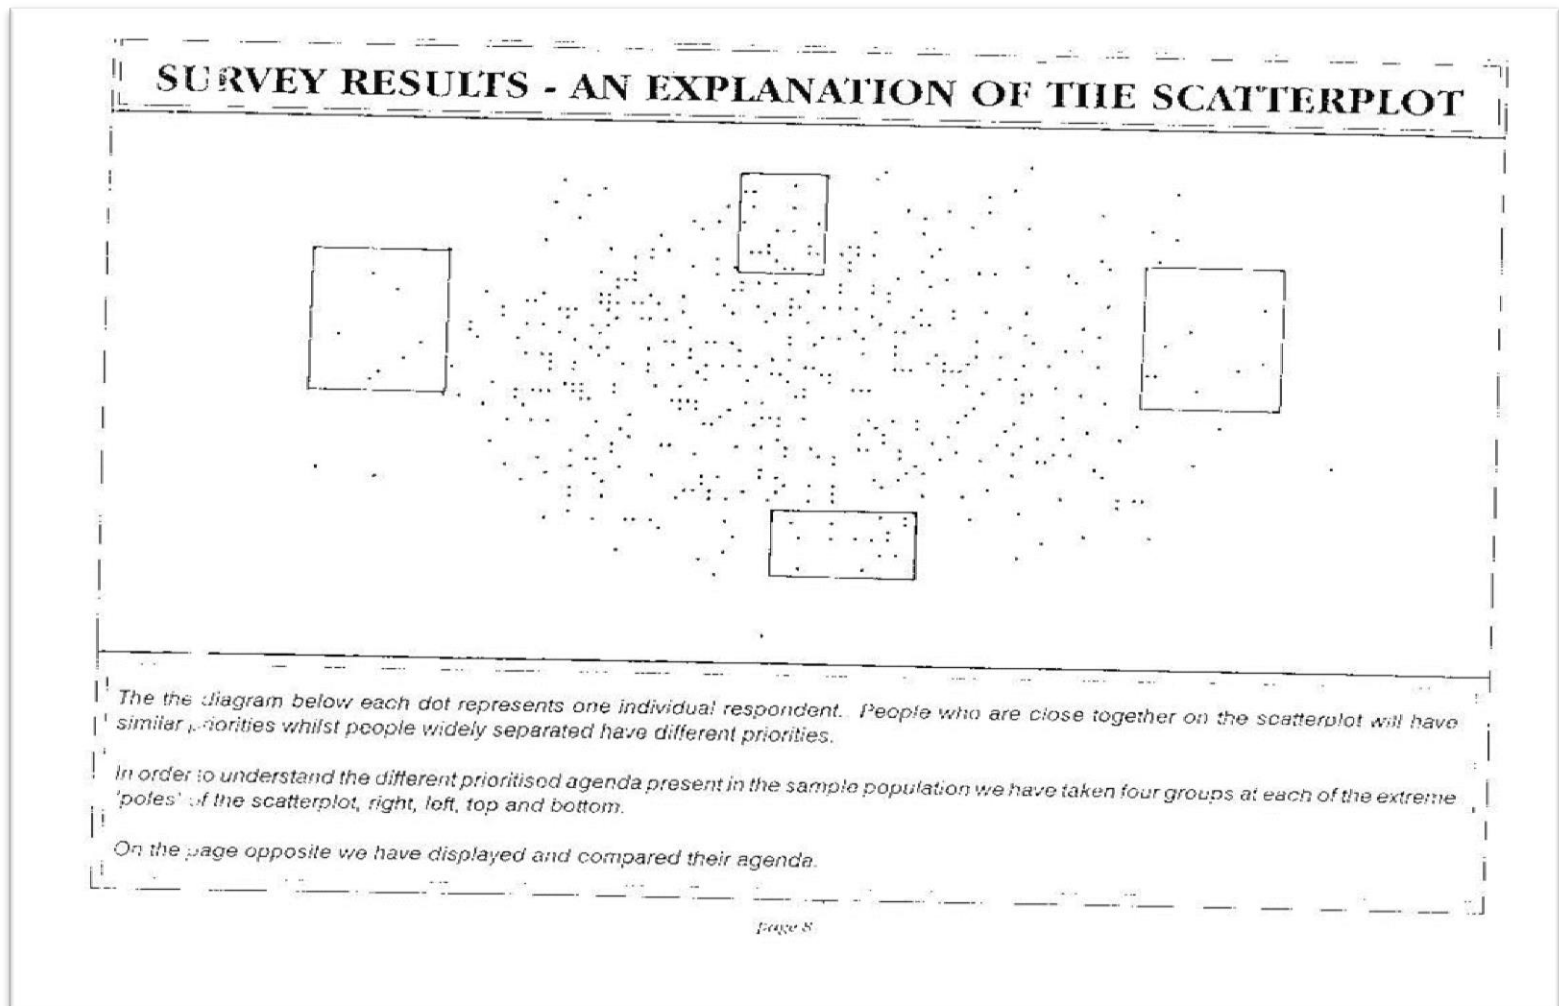 SURVEY RESULTS - AN EXPLANATION OF THE SCATTERPLOT
The the diagram below each dot represents one individual respondent. People who are close together on the scatterplot will have
similar priorities whilst people widely separated have different priorities.
In order to understand the different prioritised agenda present in the sample population we have taken four groups at each of the extreme
'poles' of the scatterplot, right, left, top and bottom.
On the page opposite we have displayed and compared their agenda.
page 8